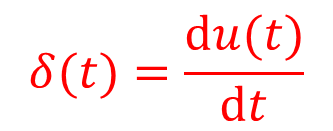 δ(t) = du(t)/dt